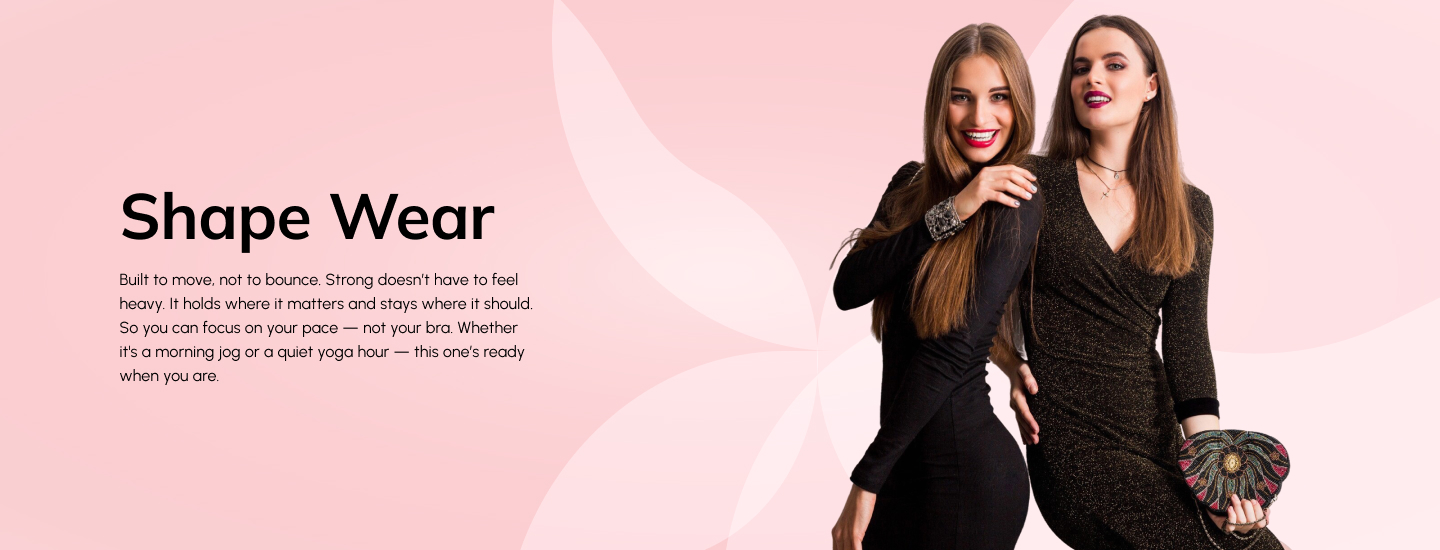 Shape Wear
Built to move, not to bounce. Strong doesn’t have to feel
heavy. It holds where it matters and stays where it should.
So you can focus on your pace — not your bra. Whether
it's a morning jog or a quiet yoga hour — this one’s ready
when you are.